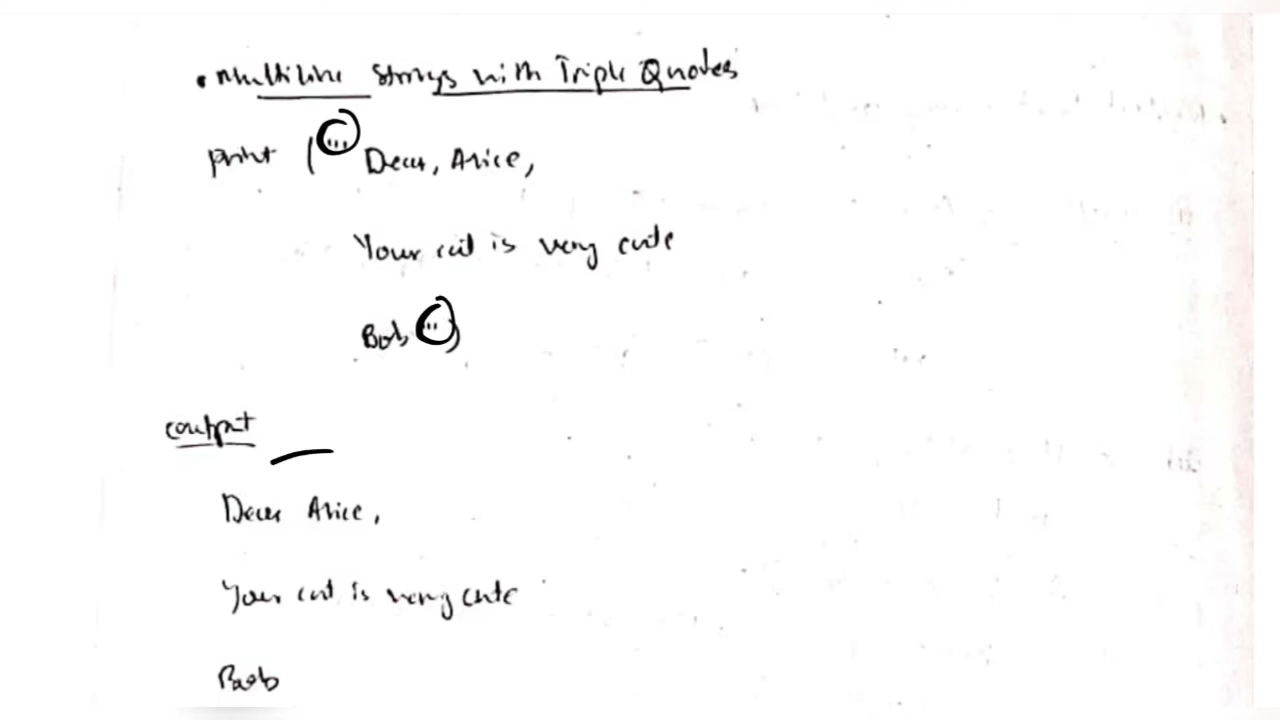 • Multiline Strings with Triple Quotes
print (''' Dear, Alice,
Your cat is very cute
Bob ''')
output
Dear Alice,
Your cat is very cute
Bob